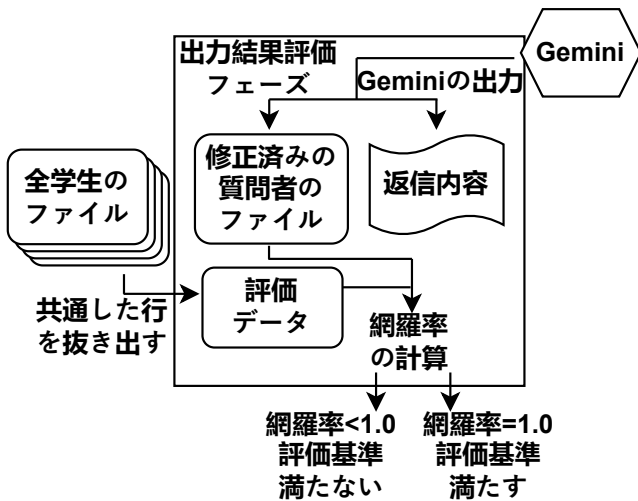 出力結果評価
フェーズ
Gemini
Geminiの出力
修正済みの
質問者の
ファイル
返信内容
全学生の
ファイル
共通した行
を抜き出す
評価
データ
網羅率
の計算
網羅率<1.0
評価基準
満たない
網羅率=1.0
評価基準
満たす